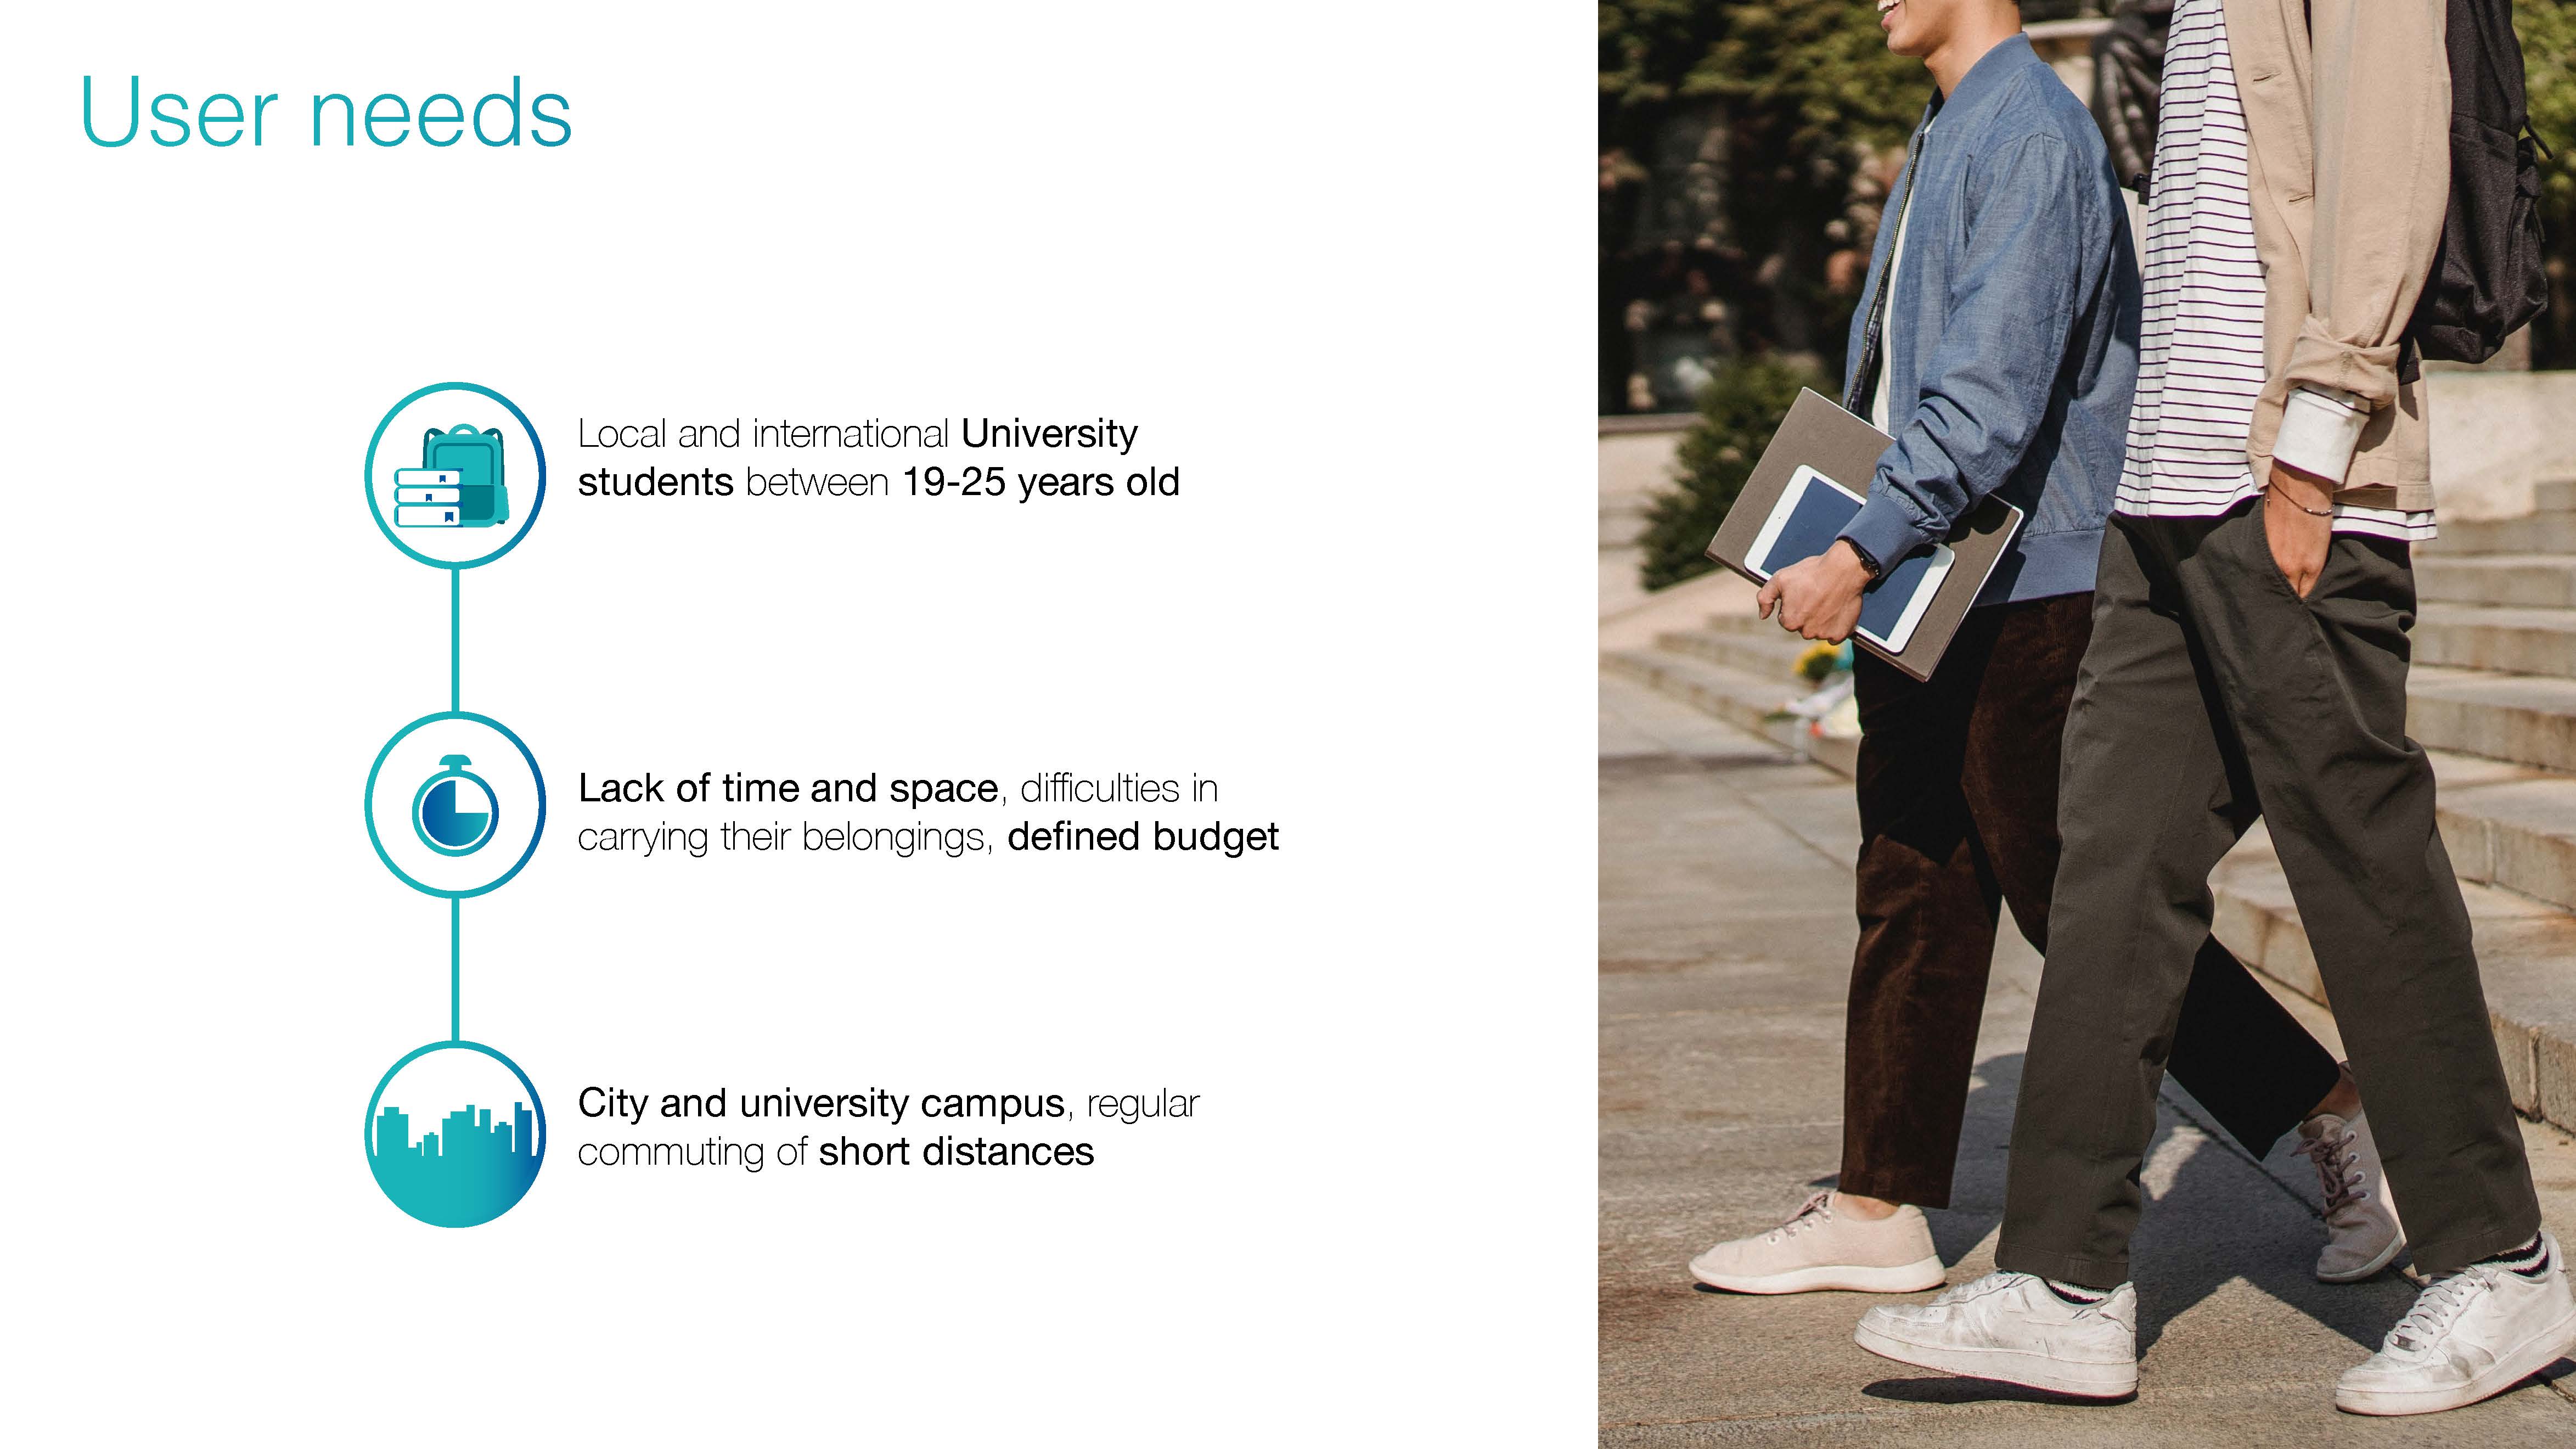 User needs
Local and international University
students between 19-25 years old
Lack of time and space, difficulties in
carrying their belongings, defined budget
City and university campus, regular
commuting of short distances